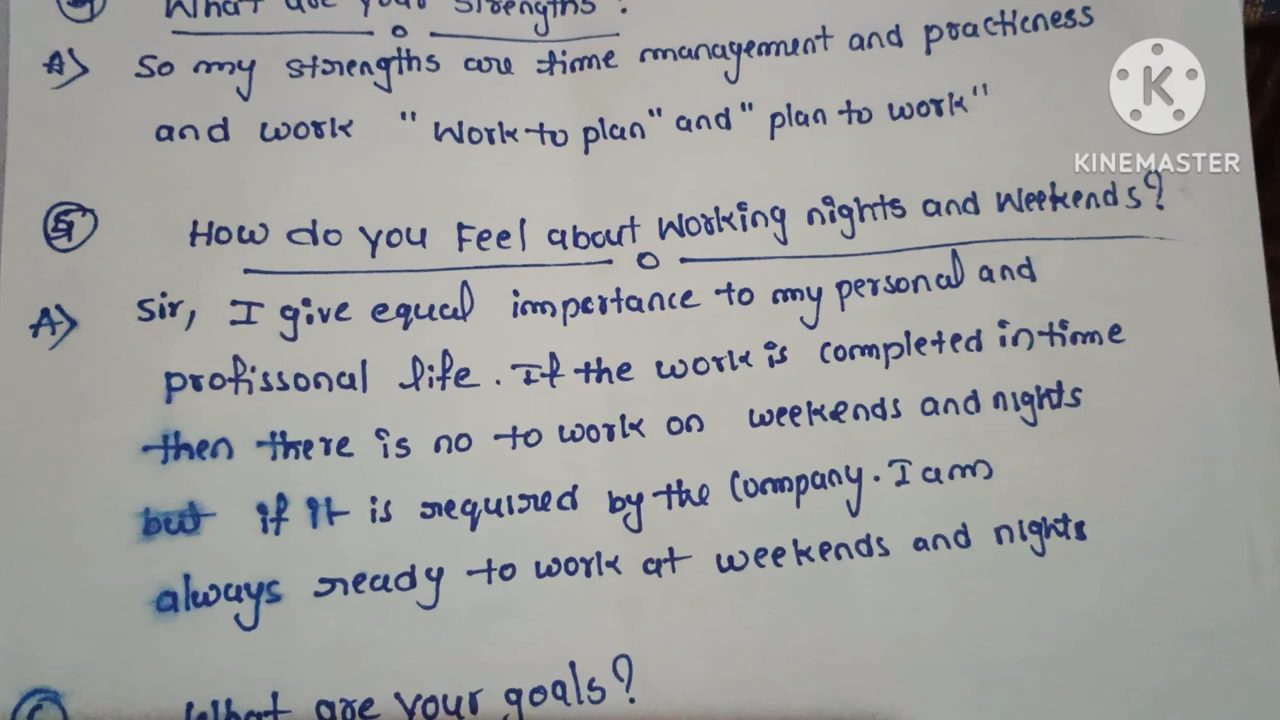 What are your strengths?
A) So my strengths are time management and practicness
and work "Work to plan" and "plan to work"
KINEMASTER
5 How do you Feel about Working nights and Weekends?
A) Sir, I give equal importance to my personal and
profissonal life. If the work is completed intime
then there is no to work on weekends and nights
but if it is required by the Company. I am
always ready to work at weekends and nights
What are your goals?